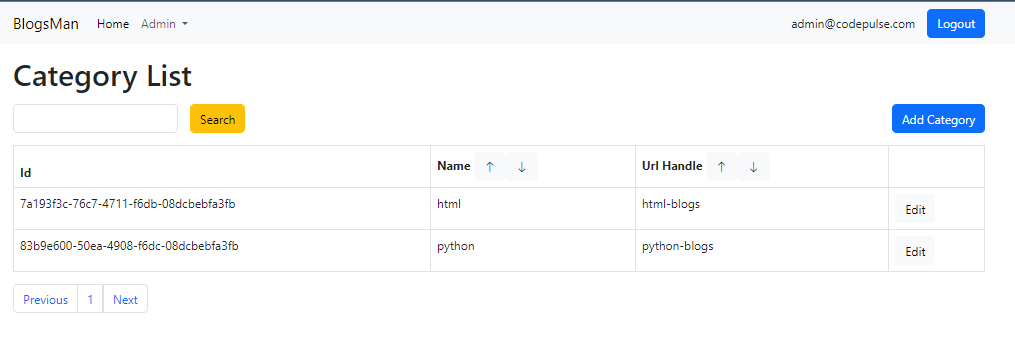 BlogsMan Home Admin admin@codepulse.com Logout
Category List
Search Add Category
Id Name ↑ ↓ Url Handle ↑ ↓
7a193f3c-76c7-4711-f6db-08dcbebfa3fb html html-blogs Edit
83b9e600-50ea-4908-f6dc-08dcbebfa3fb python python-blogs Edit
Previous 1 Next